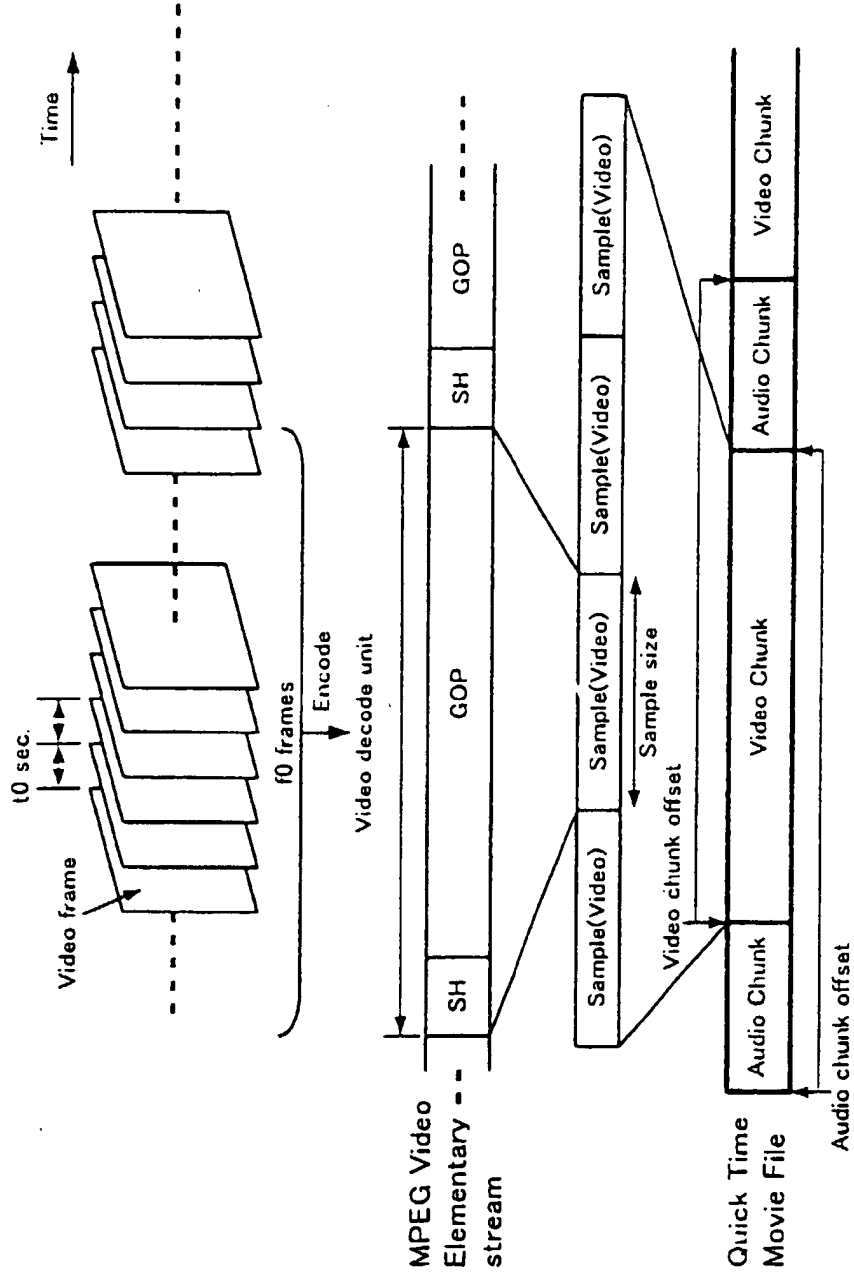 Time
t0 sec.
Video frame
f0 frames
Encode
Video decode unit
MPEG Video
Elementary
stream
SH
GOP
SH
GOP
Sample(Video)
Sample(Video)
Sample(Video)
Sample(Video)
Sample size
Video chunk offset
Quick Time
Movie File
Audio Chunk
Video Chunk
Audio Chunk
Video Chunk
Audio chunk offset